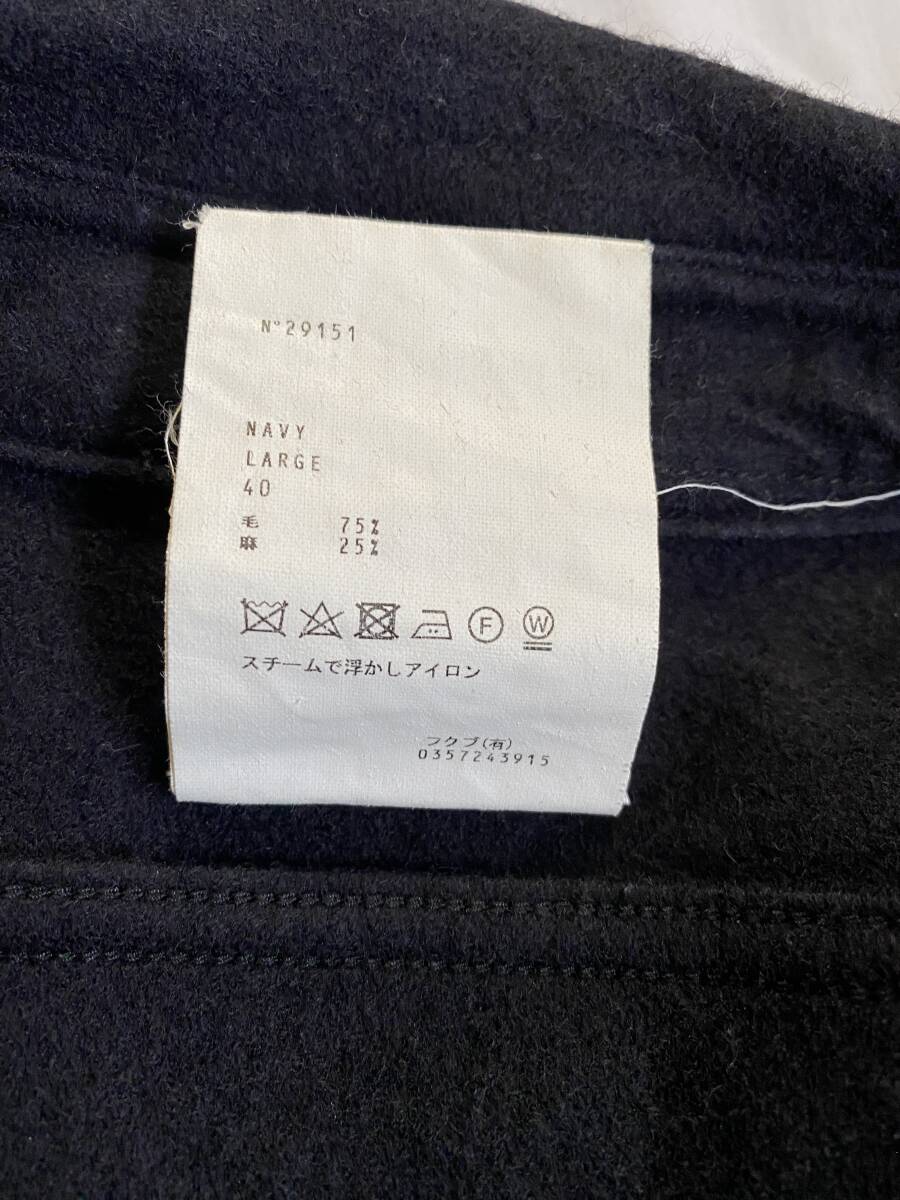 N°29151
NAVY
LARGE
40
毛 75%
麻 25%
F W
スチームで浮かしアイロン
フクブ(有)
0357243915